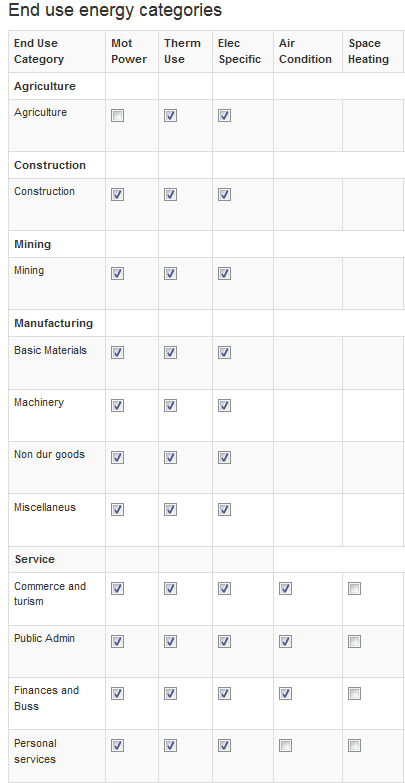 End use energy categories
End Use Category Mot Power Therm Use Elec Specific Air Condition Space Heating
Agriculture
Agriculture
Construction
Construction
Mining
Mining
Manufacturing
Basic Materials
Machinery
Non dur goods
Miscellaneus
Service
Commerce and
turism
Public Admin
Finances and
Buss
Personal
services